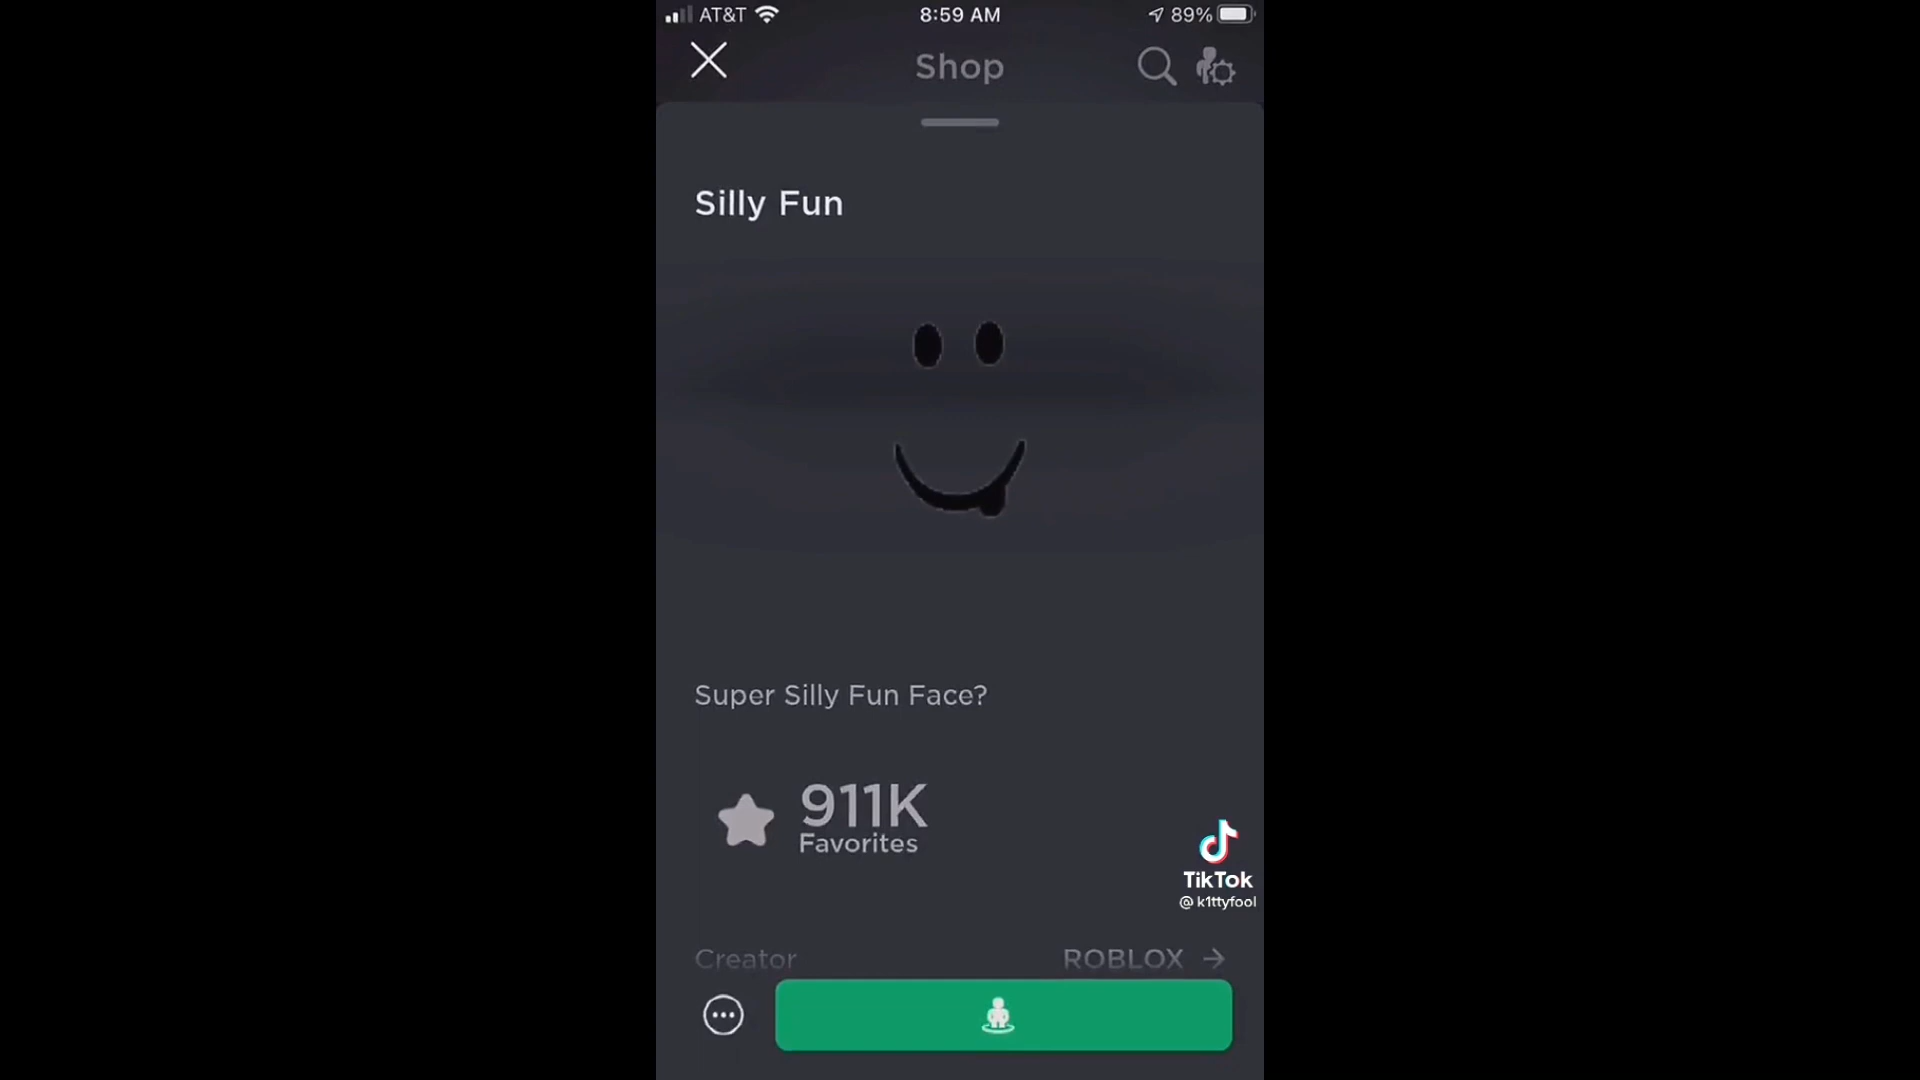 AT&T
8:59 AM
89%
Shop
Silly Fun
Super Silly Fun Face?
911K
Favorites
TikTok
@ k1ttyfool
Creator
ROBLOX